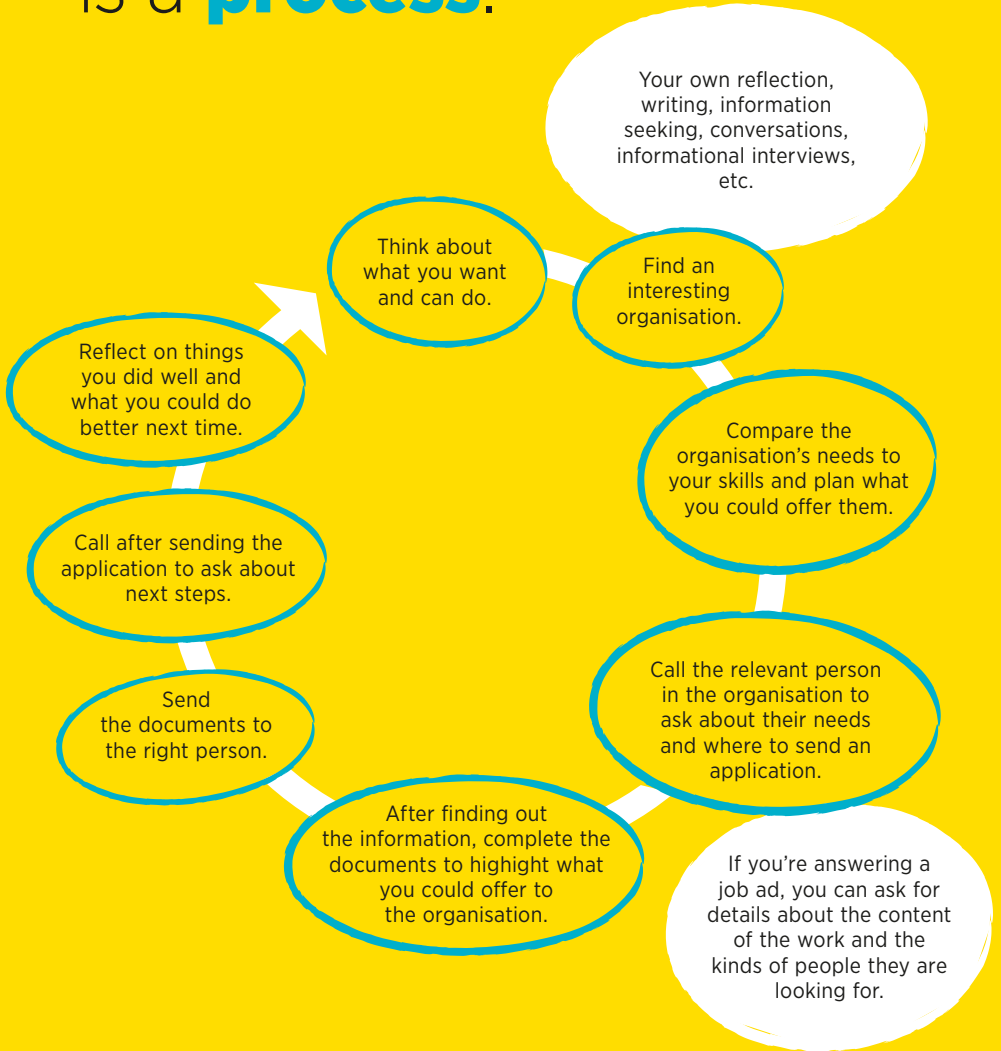 is a process.
Your own reflection,
writing, information
seeking, conversations,
informational interviews,
etc.
Think about
what you want
and can do.
Find an
interesting
organisation.
Compare the
organisation's needs to
your skills and plan what
you could offer them.
Call the relevant person
in the organisation to
ask about their needs
and where to send an
application.
If you're answering a
job ad, you can ask for
details about the content
of the work and the
kinds of people they are
looking for.
After finding out
the information, complete the
documents to highight what
you could offer to
the organisation.
Send
the documents to
the right person.
Call after sending the
application to ask about
next steps.
Reflect on things
you did well and
what you could do
better next time.